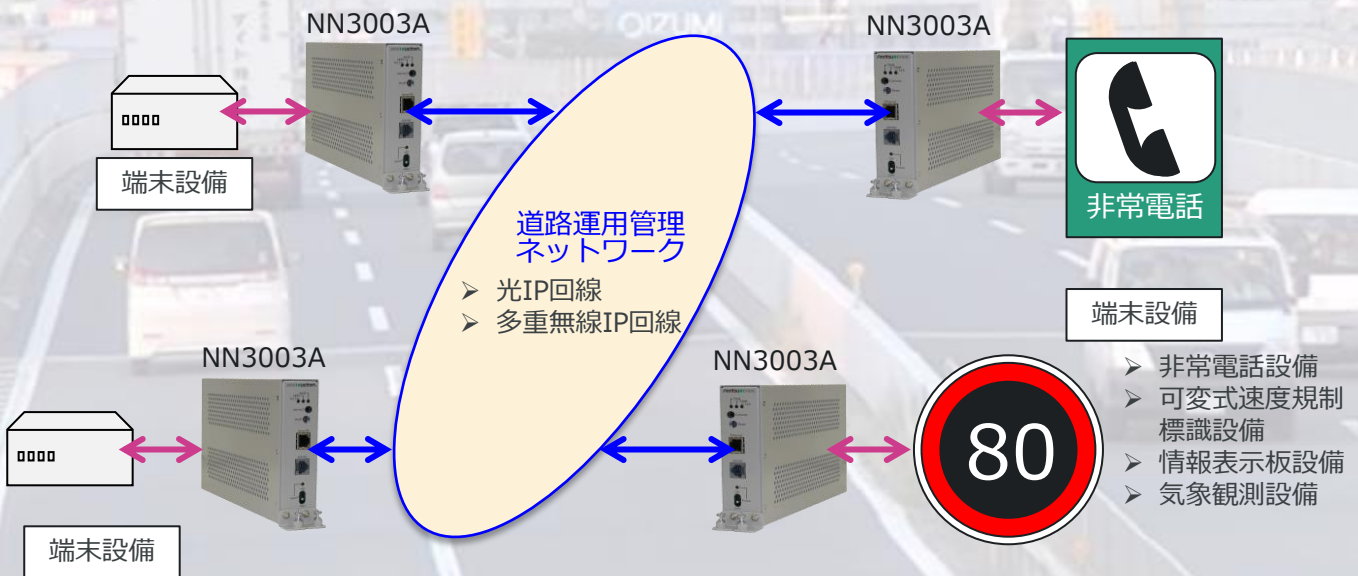 OIZUMI
NN3003A
NN3003A
端末設備
非常電話
道路運用管理
ネットワーク
➢ 光IP回線
➢ 多重無線IP回線
端末設備
NN3003A
NN3003A
➢ 非常電話設備
➢ 可変式速度規制
標識設備
➢ 情報表示板設備
➢ 気象観測設備
80
端末設備